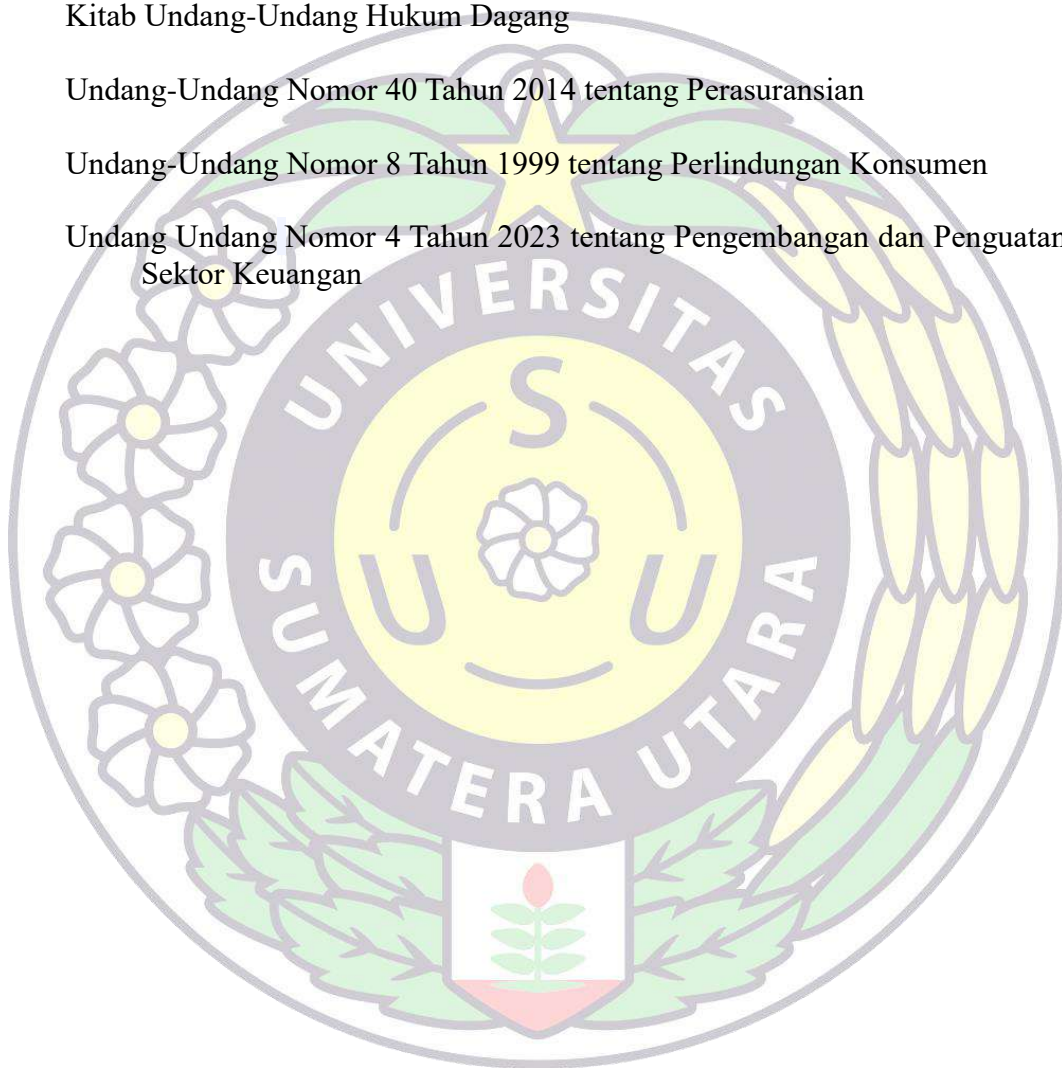 Kitab Undang-Undang Hukum Dagang
Undang-Undang Nomor 40 Tahun 2014 tentang Perasuransian
Undang-Undang Nomor 8 Tahun 1999 tentang Perlindungan Konsumen
Undang Undang Nomor 4 Tahun 2023 tentang Pengembangan dan Penguatan
Sektor Keuangan
UNIVERSITAS
SUMATERA UTARA
S
U U